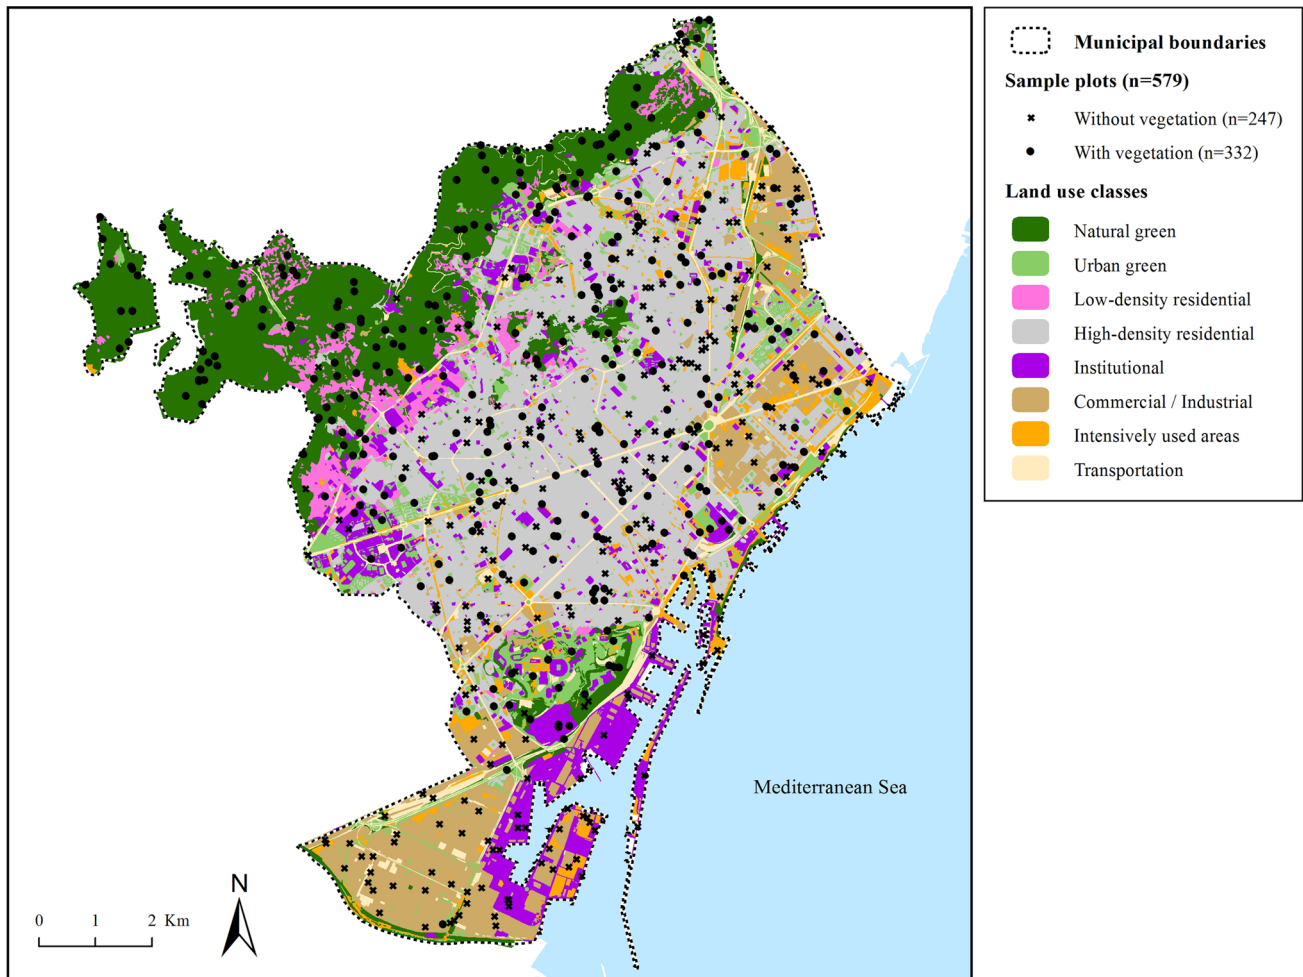 Municipal boundaries
Sample plots (n=579)
Without vegetation (n=247)
With vegetation (n=332)
Land use classes
Natural green
Urban green
Low-density residential
High-density residential
Institutional
Commercial / Industrial
Intensively used areas
Transportation
Mediterranean Sea
N
0 1 2 Km